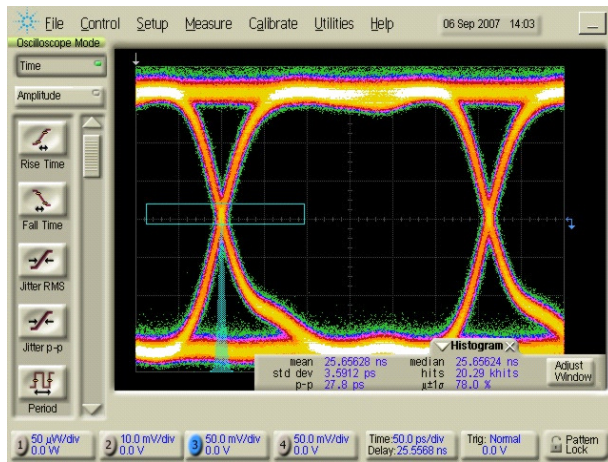 File Control Setup Measure Calibrate Utilities Help 06 Sep 2007 14:03
Oscilloscope Mode
Time
Amplitude
Rise Time
Fall Time
Jitter RMS
Jitter p-p
Period
Histogram
mean 25.65628 ns median 25.65624 ns
std dev 3.5912 ps hits 20.29 khits
p-p 27.8 ps µ±1σ 78.0 %
Adjust
Window
1) 50 µW/div
0.0 W
2) 10.0 mV/div
0.0 V
3) 50.0 mV/div
0.0 V
4) 50.0 mV/div
0.0 V
Time:50.0 ps/div
Delay:25.5568 ns
Trig: Normal
0.0 V
Pattern
Lock